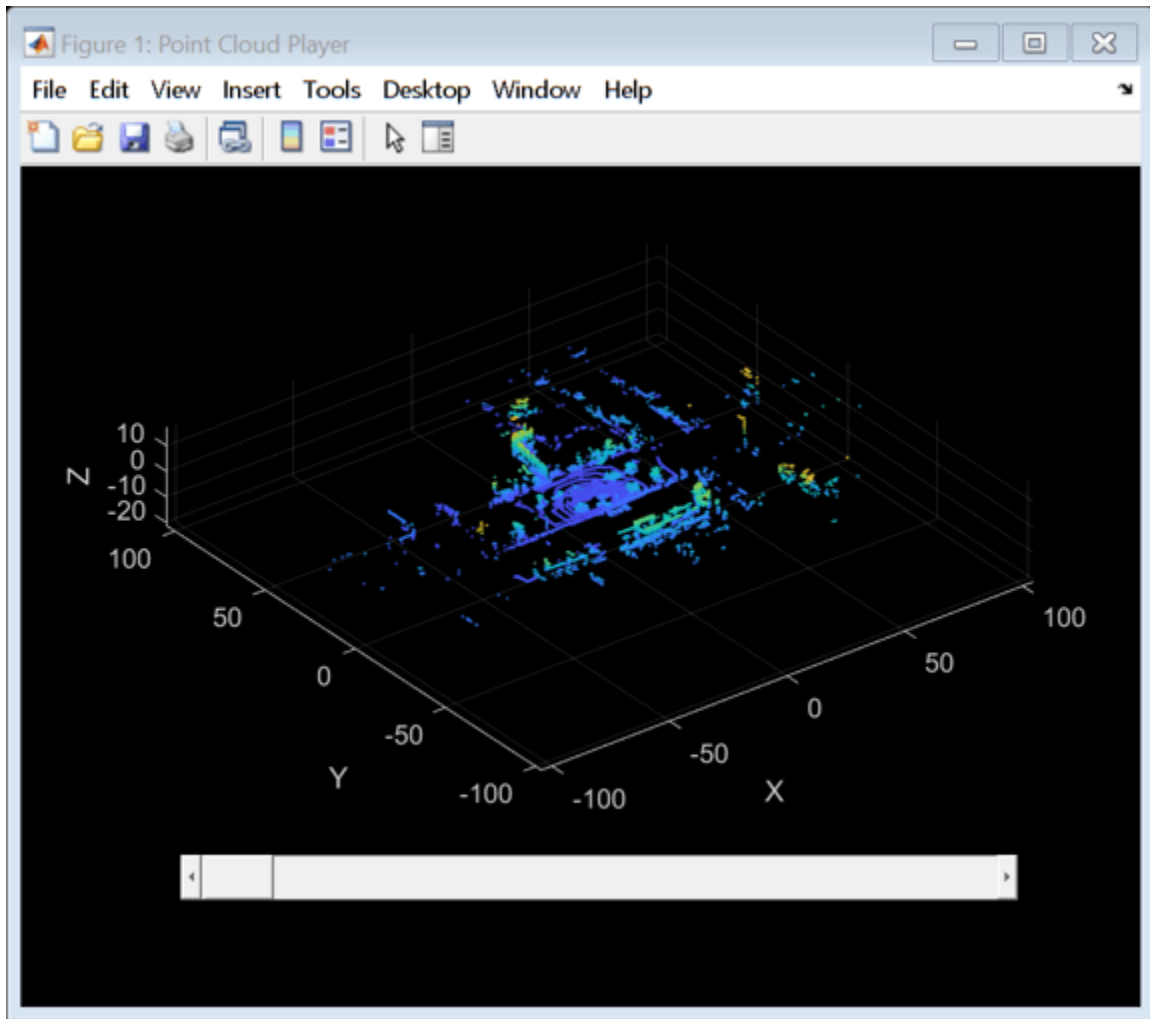 Figure 1: Point Cloud Player
File Edit View Insert Tools Desktop Window Help
10
0
Z
-10
-20
100
50
0
-50
-100
Y
100
50
0
-50
-100
X